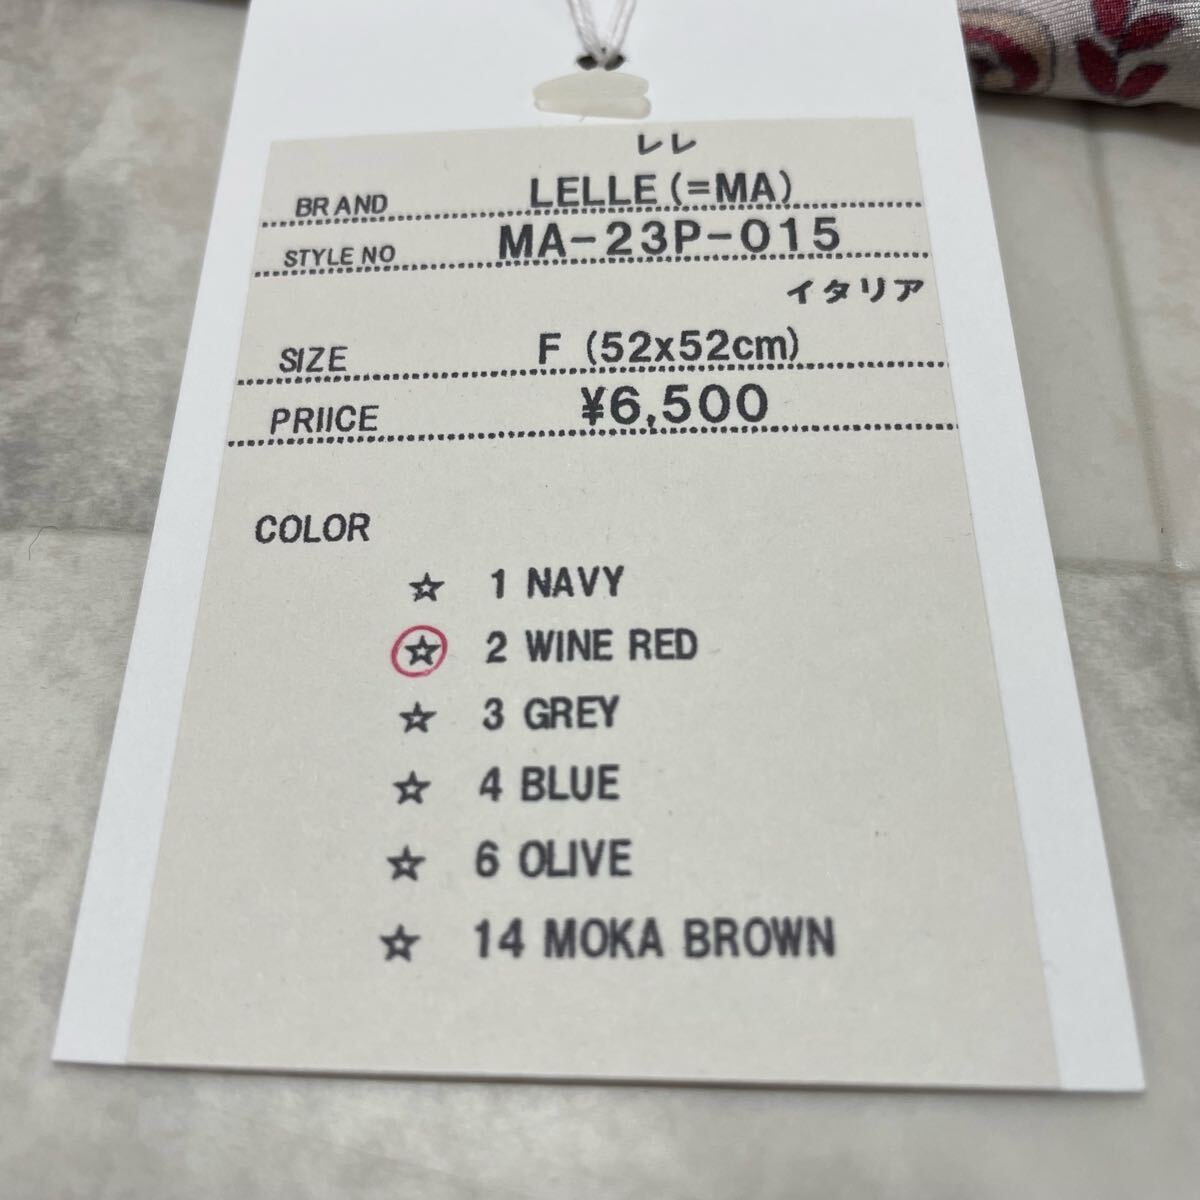 レレ
BRAND LELLE (=MA)
STYLE NO MA-23P-015
イタリア
SIZE F (52x52cm)
PRIICE ¥6,500
COLOR
☆ 1 NAVY
☆ 2 WINE RED
☆ 3 GREY
☆ 4 BLUE
☆ 6 OLIVE
☆ 14 MOKA BROWN